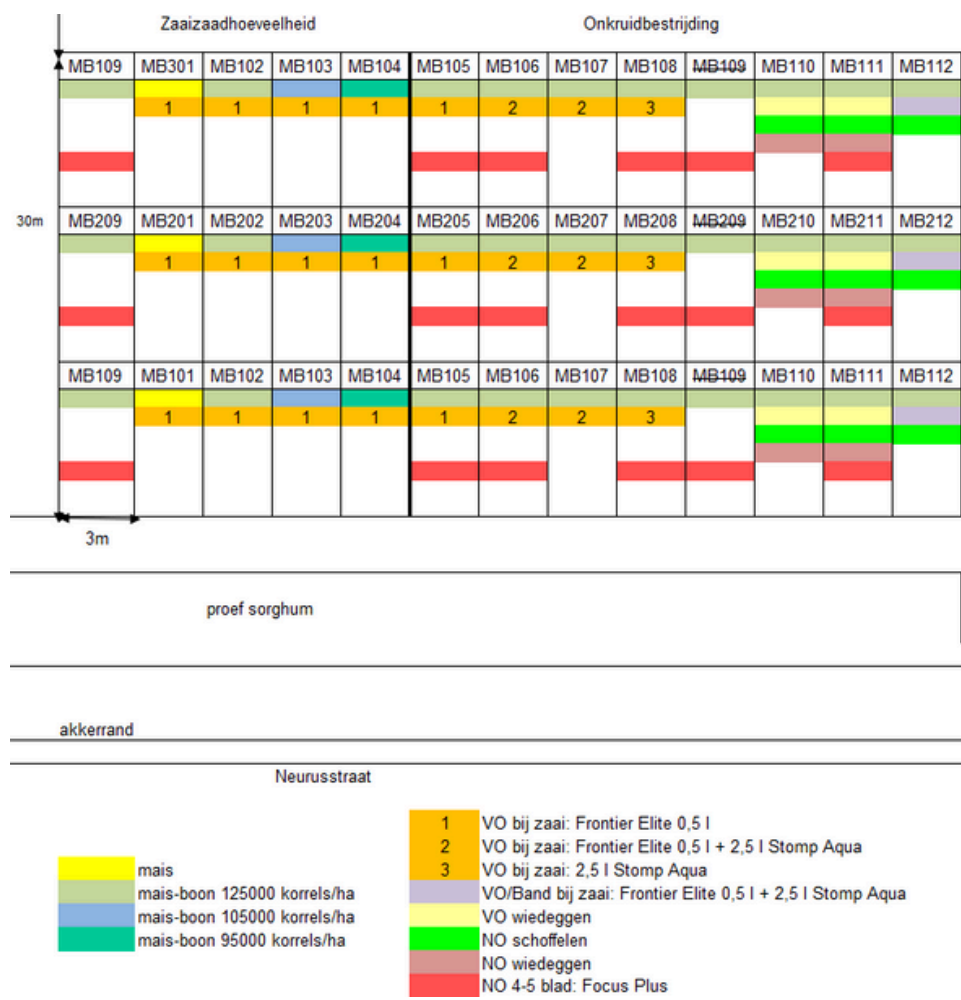 Zaaizaadhoeveelheid Onkruidbestrijding
MB109 MB301 MB102 MB103 MB104 MB105 MB106 MB107 MB108 MB109 MB110 MB111 MB112
1 1 1 1 1 2 2 3
30m MB209 MB201 MB202 MB203 MB204 MB205 MB206 MB207 MB208 MB209 MB210 MB211 MB212
1 1 1 1 1 2 2 3
MB109 MB101 MB102 MB103 MB104 MB105 MB106 MB107 MB108 MB109 MB110 MB111 MB112
1 1 1 1 1 2 2 3
3m
proef sorghum
akkerrand
Neurusstraat
mais
mais-boon 125000 korrels/ha
mais-boon 105000 korrels/ha
mais-boon 95000 korrels/ha
1 VO bij zaai: Frontier Elite 0,5 l
2 VO bij zaai: Frontier Elite 0,5 l + 2,5 l Stomp Aqua
3 VO bij zaai: 2,5 l Stomp Aqua
VO/Band bij zaai: Frontier Elite 0,5 l + 2,5 l Stomp Aqua
VO wiedeggen
NO schoffelen
NO wiedeggen
NO 4-5 blad: Focus Plus